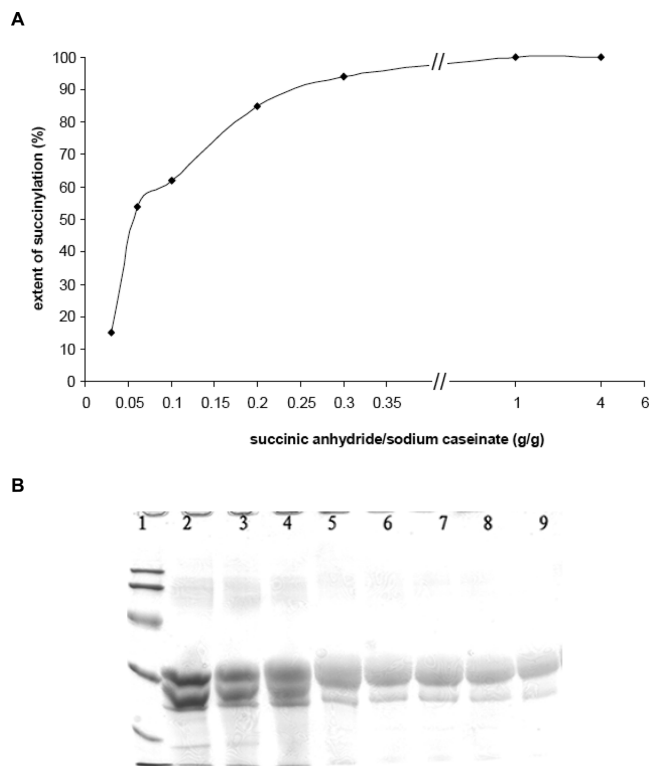 A
100
90
80
70
60
50
40
30
20
10
0
extent of succinylation (%)
//
//
0 0.05 0.1 0.15 0.2 0.25 0.3 0.35 1 4 6
succinic anhydride/sodium caseinate (g/g)
B
1 2 3 4 5 6 7 8 9